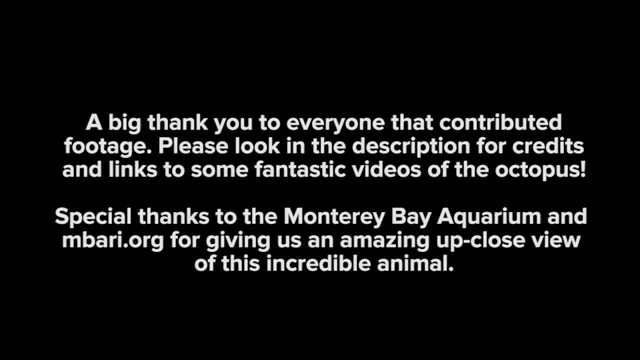 A big thank you to everyone that contributed
footage. Please look in the description for credits
and links to some fantastic videos of the octopus!
Special thanks to the Monterey Bay Aquarium and
mbari.org for giving us an amazing up-close view
of this incredible animal.